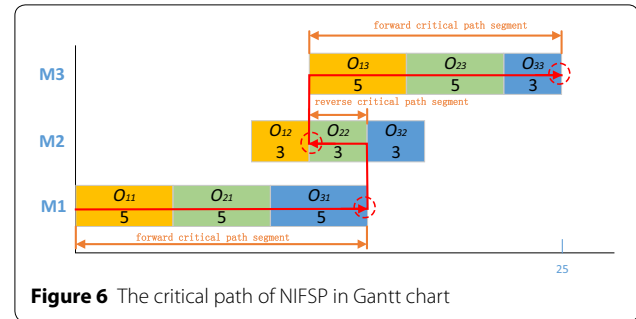 forward critical path segment
M3
O13 O23 O33
5 5 3
reverse critical path segment
M2
O12 O22 O32
3 3 3
M1
O11 O21 O31
5 5 5
forward critical path segment
25
Figure 6 The critical path of NIFSP in Gantt chart